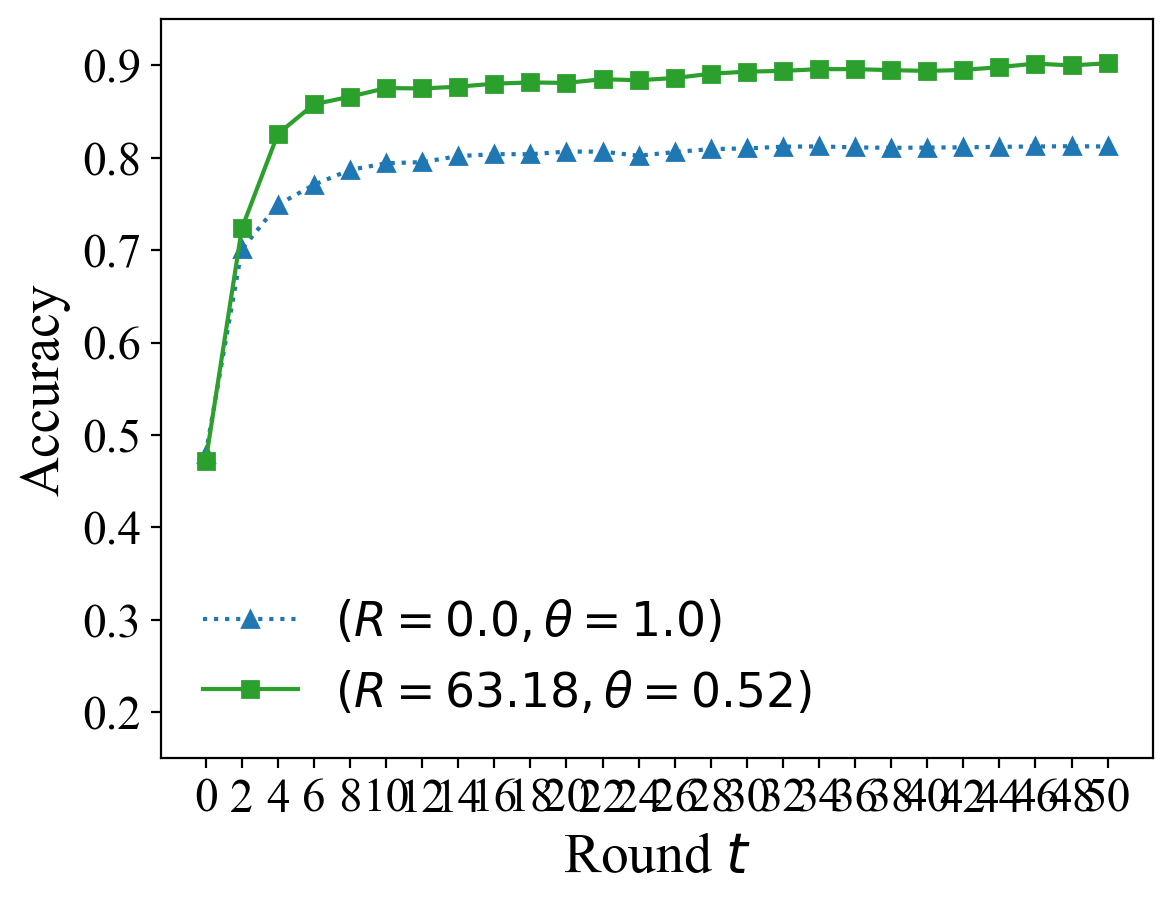 0.9
0.8
0.7
0.6
0.5
0.4
0.3
0.2
Accuracy
(R = 0.0, θ = 1.0)
(R = 63.18, θ = 0.52)
0 2 4 6 8 10 12 14 16 18 20 22 24 26 28 30 32 34 36 38 40 42 44 46 48 50
Round t